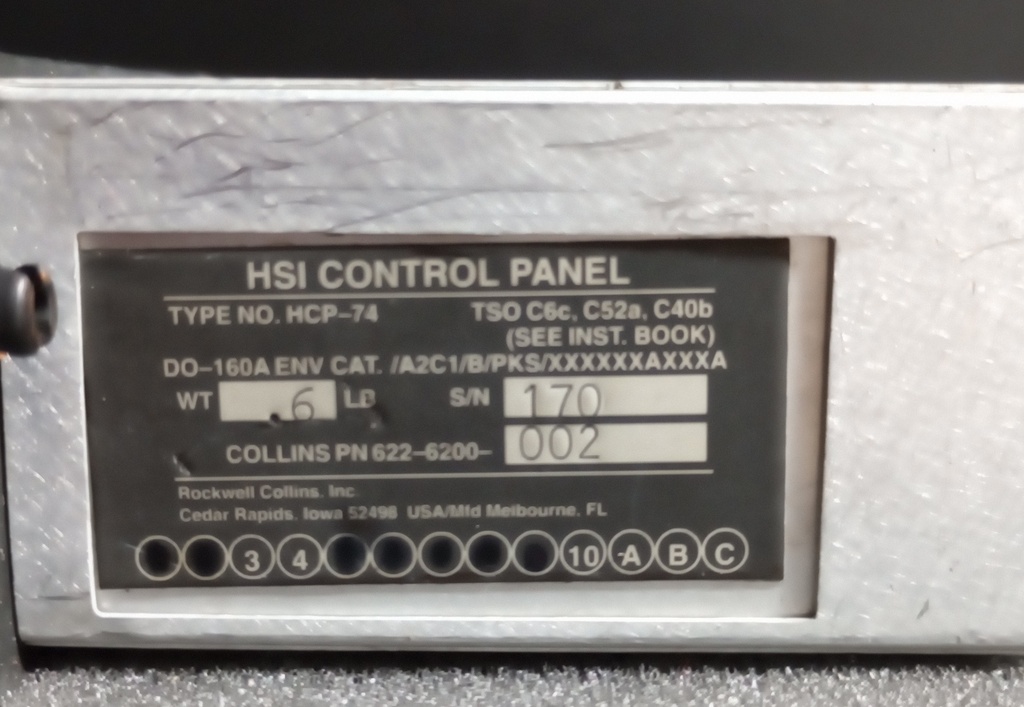 HSI CONTROL PANEL
TYPE NO. HCP-74 TSO C6c, C52a, C40b
(SEE INST. BOOK)
DO-160A ENV CAT. /A2C1/B/PKS/XXXXXXAXXXA
WT .6 LB S/N 170
COLLINS PN 622-6200- 002
Rockwell Collins, Inc.
Cedar Rapids, Iowa 52498 USA/Mfd Melbourne, FL
3 4 10 A B C